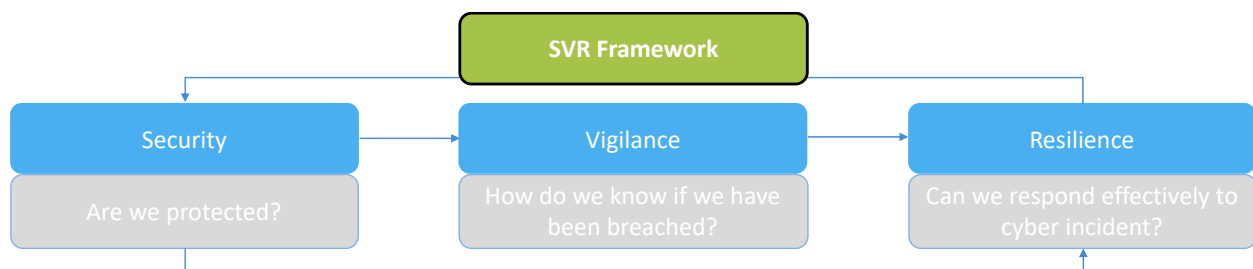 SVR Framework
Security
Vigilance
Resilience
Are we protected?
How do we know if we have
been breached?
Can we respond effectively to
cyber incident?